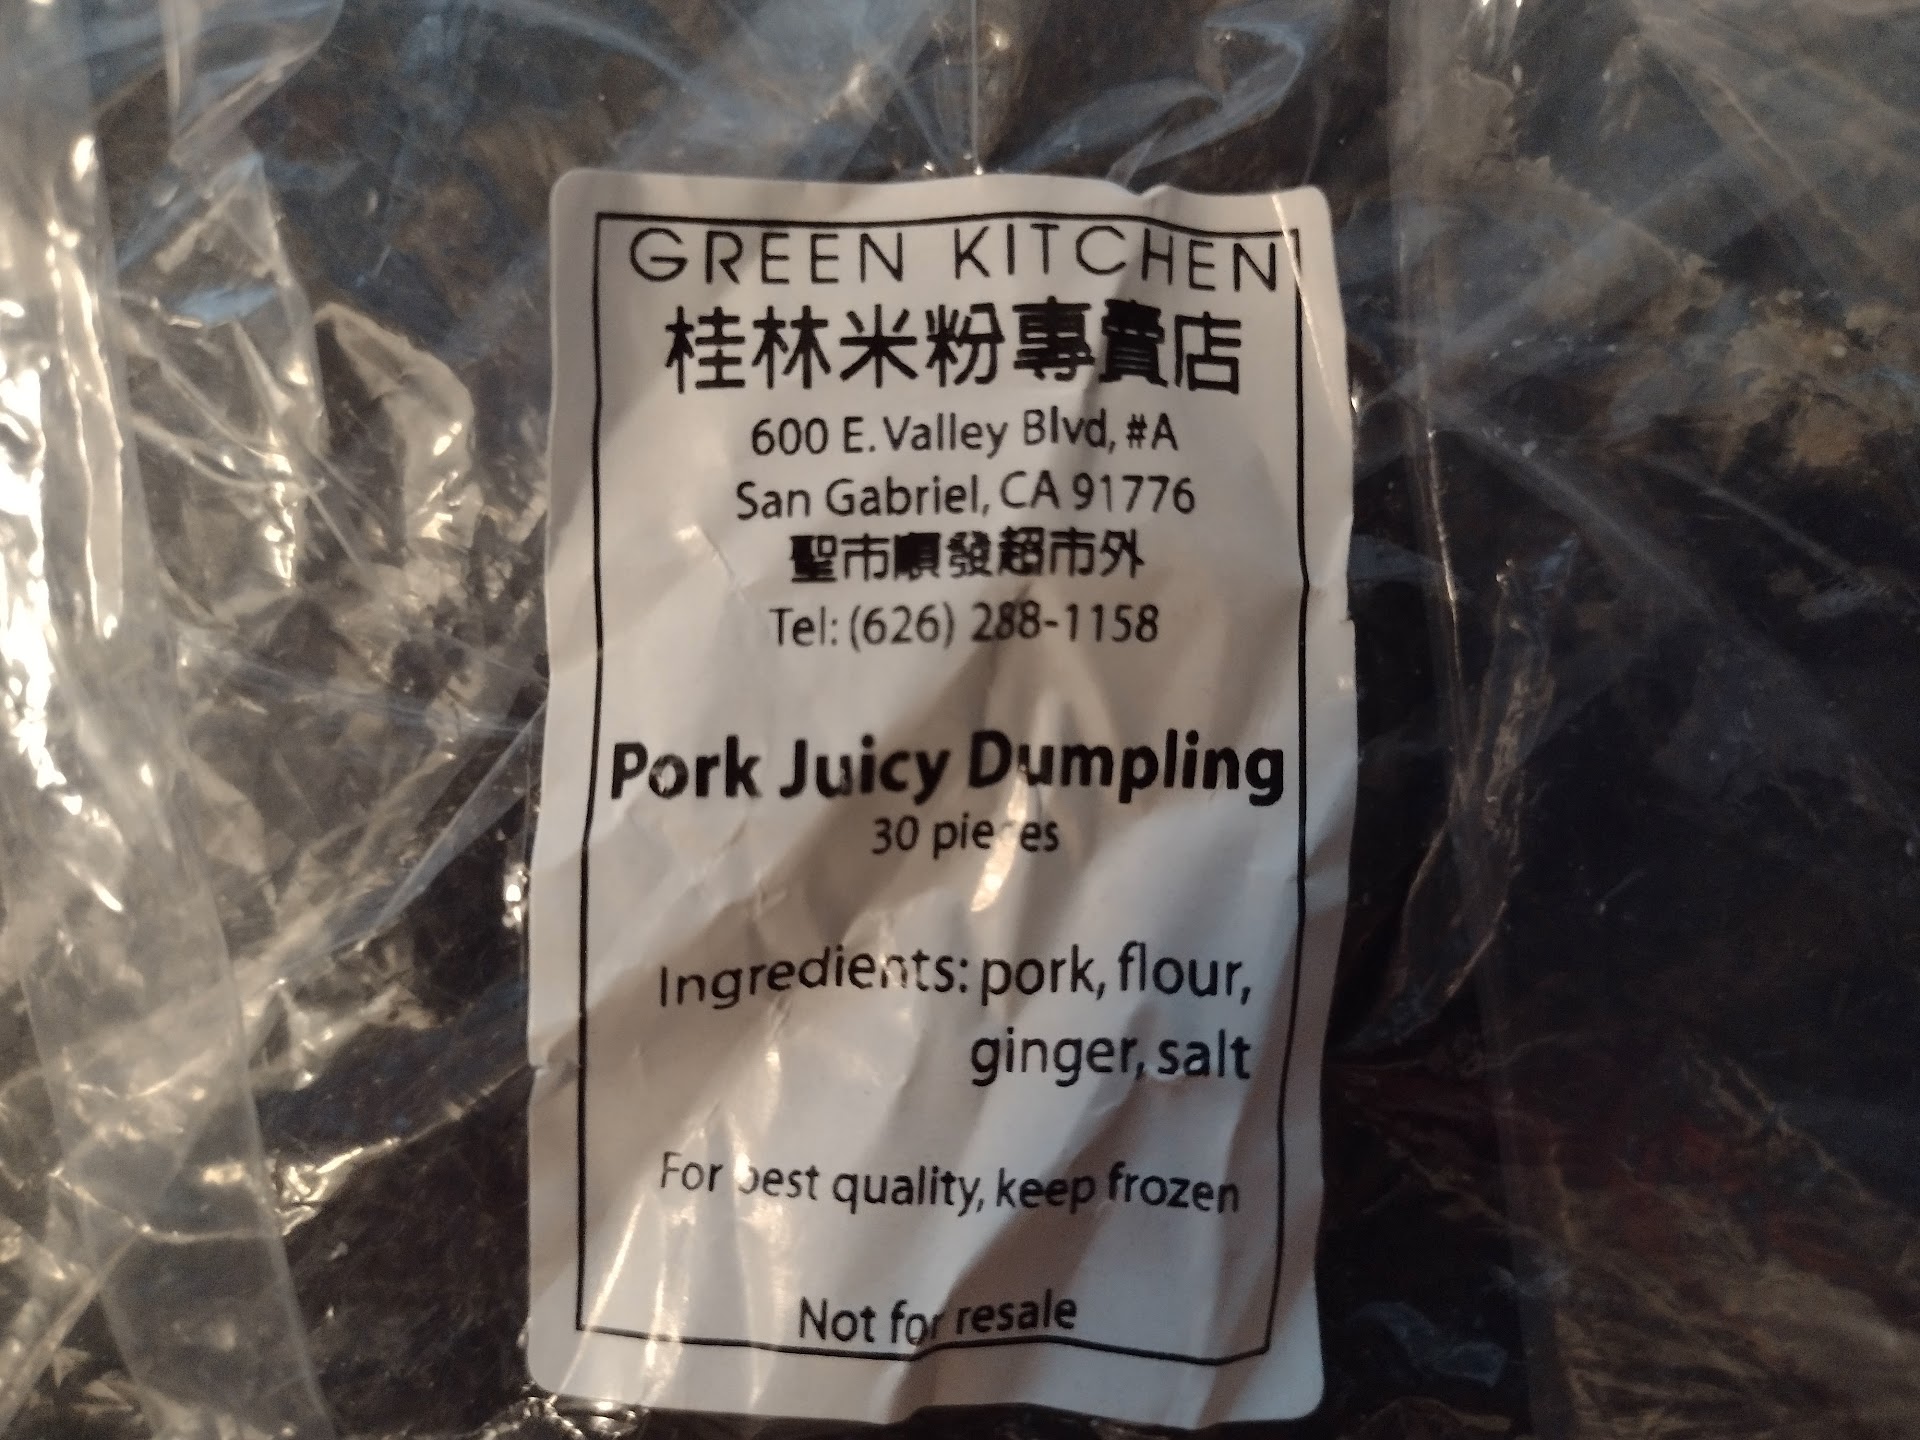 GREEN KITCHEN
桂林米粉專賣店
600 E. Valley Blvd, #A
San Gabriel, CA 91776
聖市順發超市外
Tel: (626) 288-1158
Pork Juicy Dumpling
30 pieces
Ingredients: pork, flour,
ginger, salt
For best quality, keep frozen
Not for resale